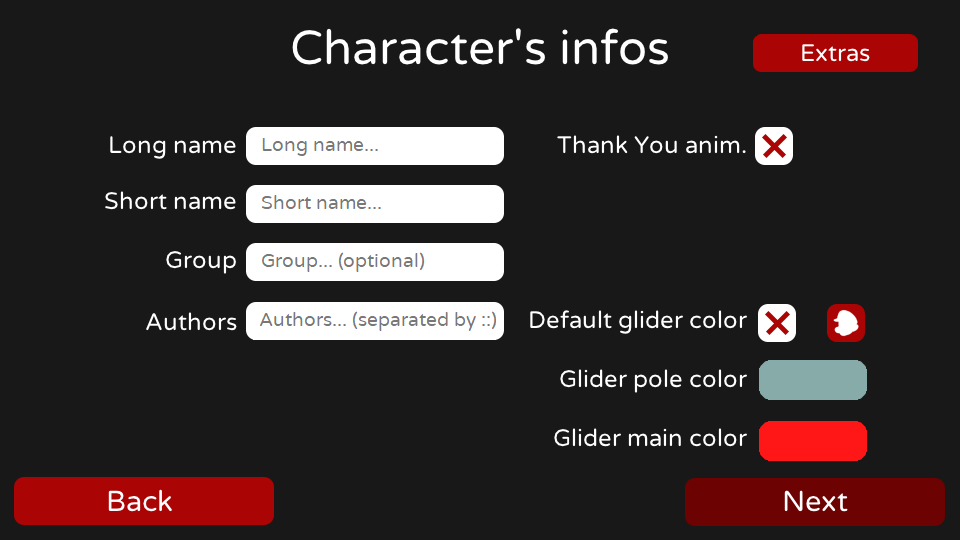 Character's infos
Extras
Long name Long name... Thank You anim.
Short name Short name...
Group Group... (optional)
Authors Authors... (separated by ::) Default glider color
Glider pole color
Glider main color
Back Next